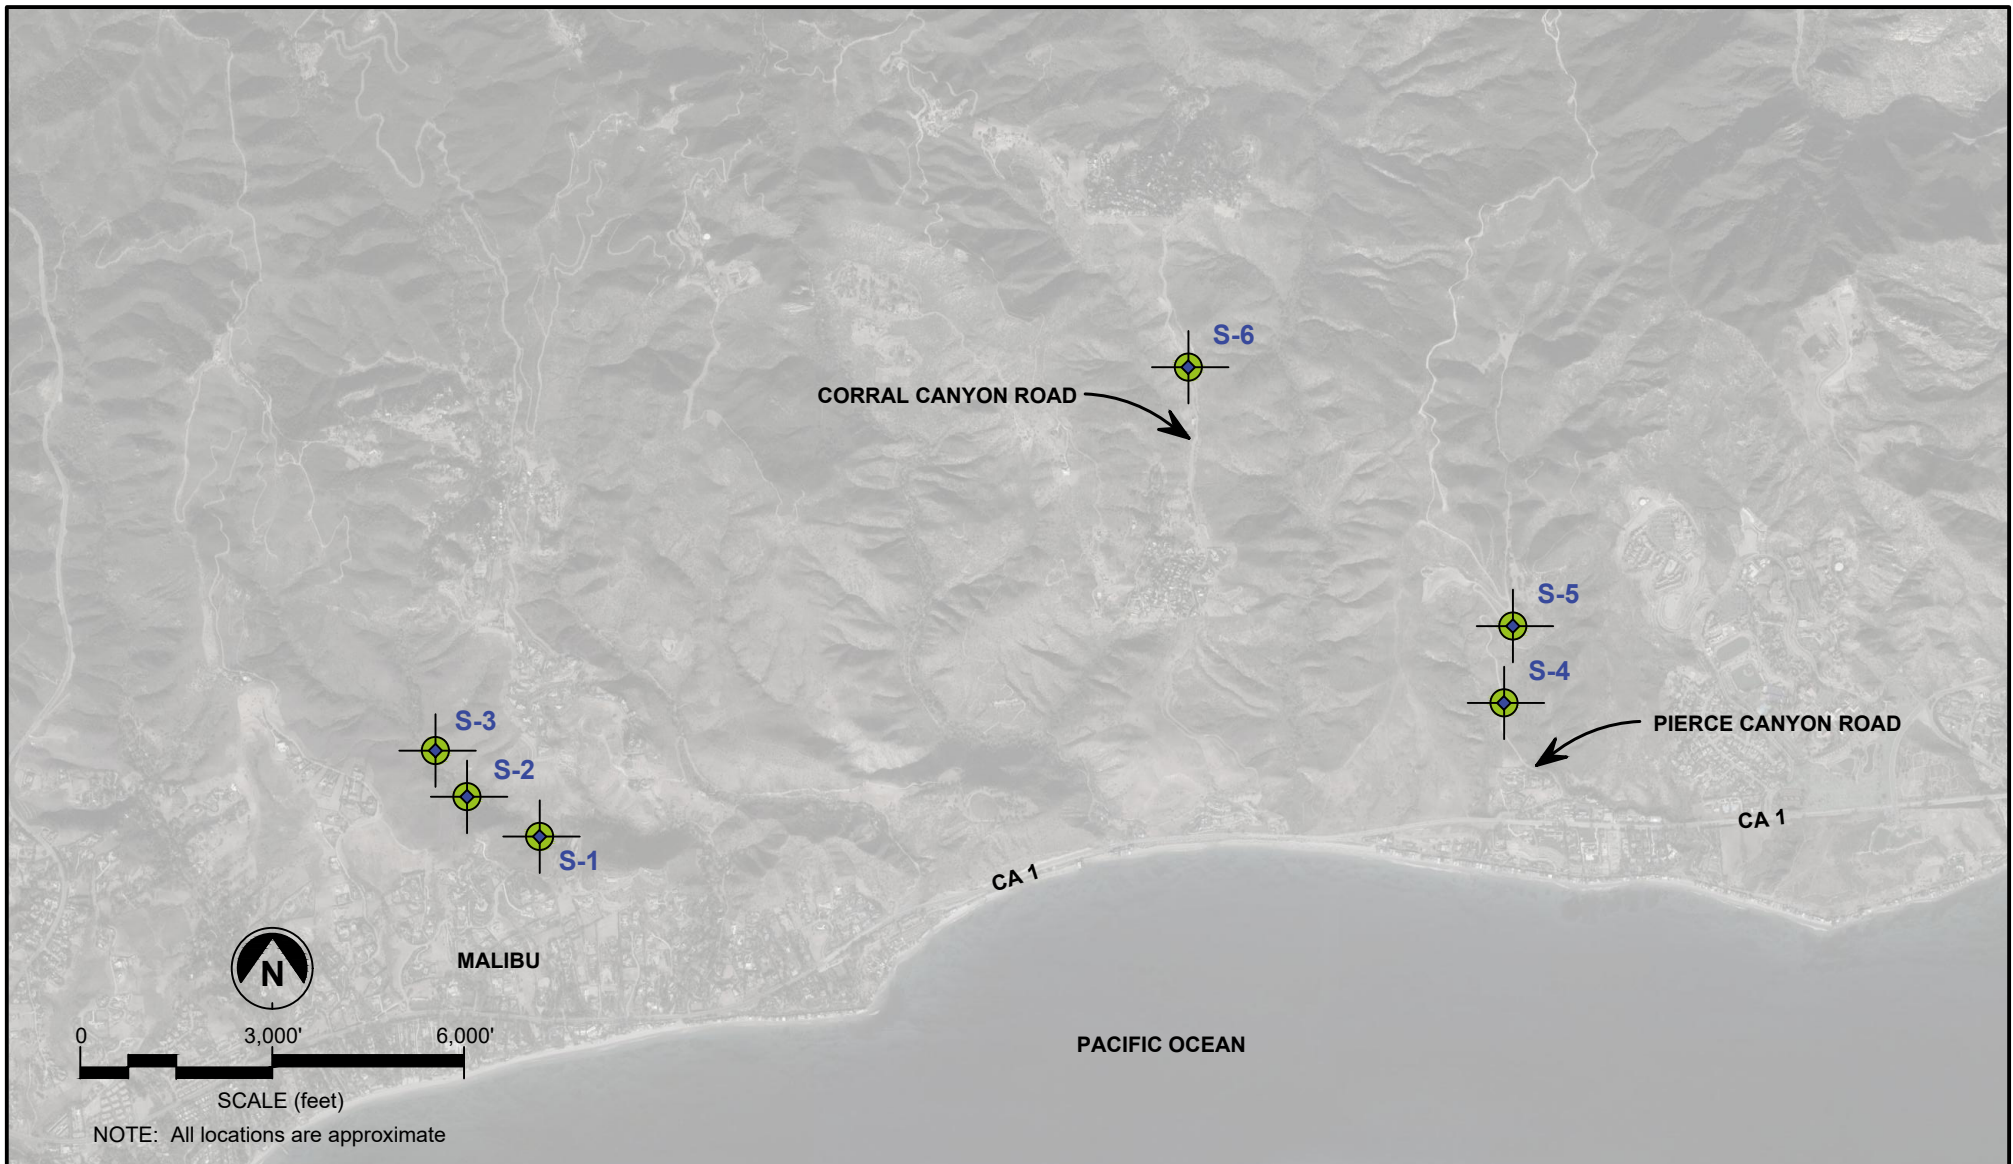 S-6
CORRAL CANYON ROAD
S-5
S-4
S-3
PIERCE CANYON ROAD
S-2
CA 1
S-1
CA 1
MALIBU
N
0 3,000' 6,000'
PACIFIC OCEAN
SCALE (feet)
NOTE: All locations are approximate